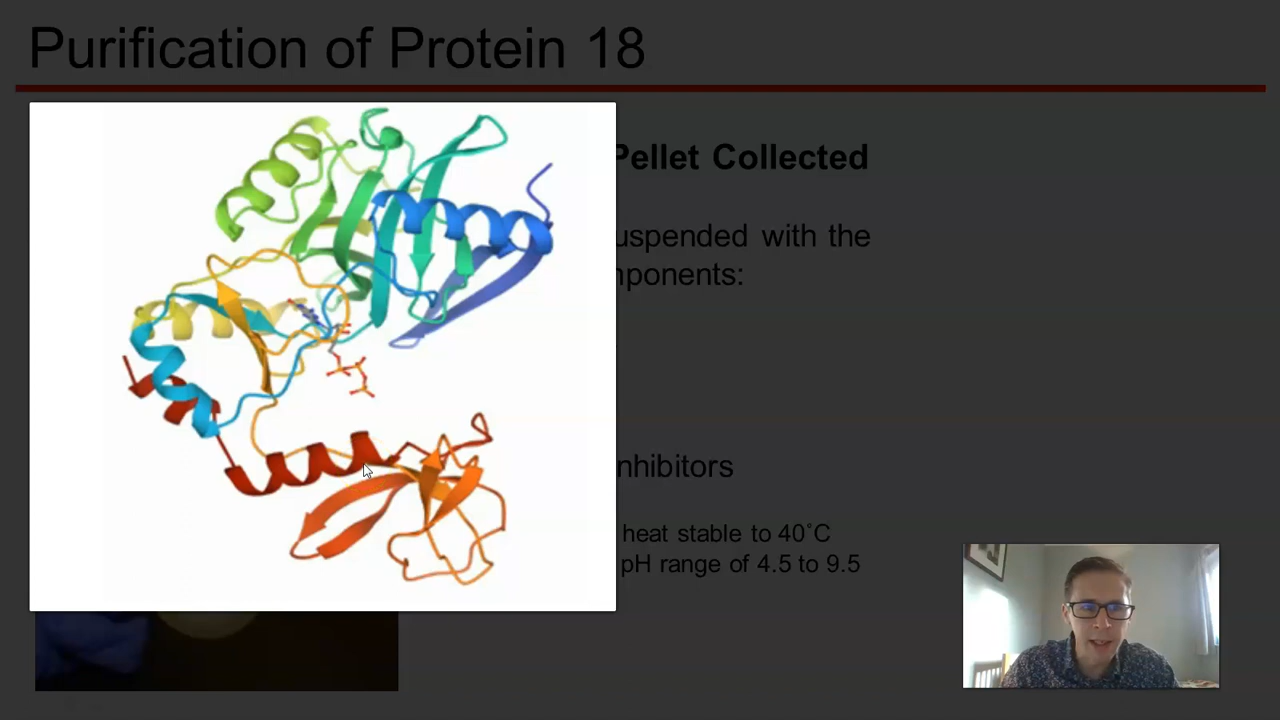 Purification of Protein 18
Pellet Collected
uspended with the
ponents:
nhibitors
heat stable to 40˚C
pH range of 4.5 to 9.5